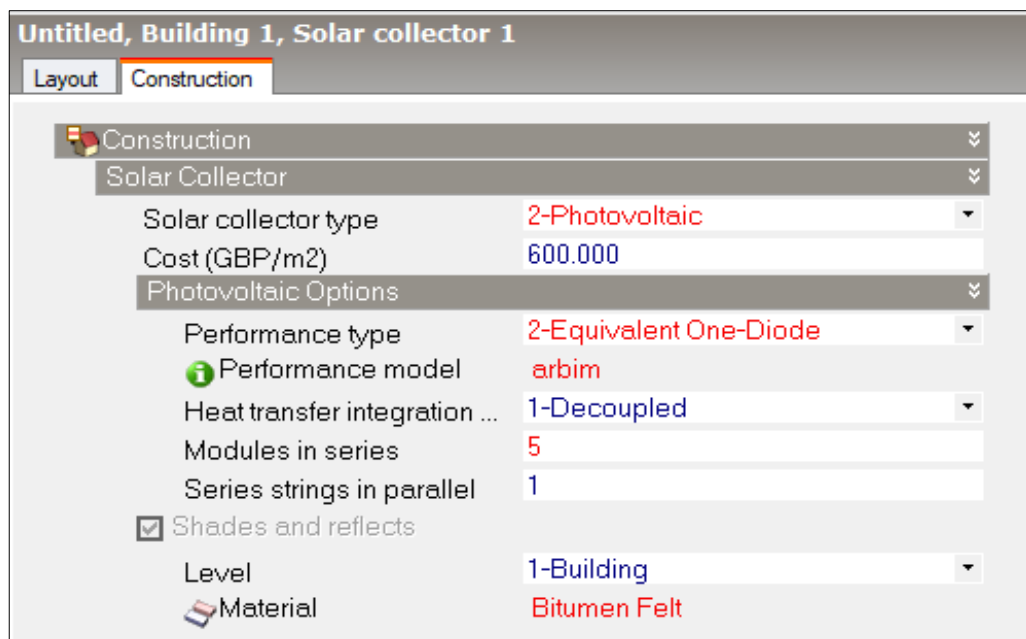 Untitled, Building 1, Solar collector 1
Layout Construction
Construction
Solar Collector
Solar collector type 2-Photovoltaic
Cost (GBP/m2) 600.000
Photovoltaic Options
Performance type 2-Equivalent One-Diode
Performance model arbim
Heat transfer integration ... 1-Decoupled
Modules in series 5
Series strings in parallel 1
Shades and reflects
Level 1-Building
Material Bitumen Felt